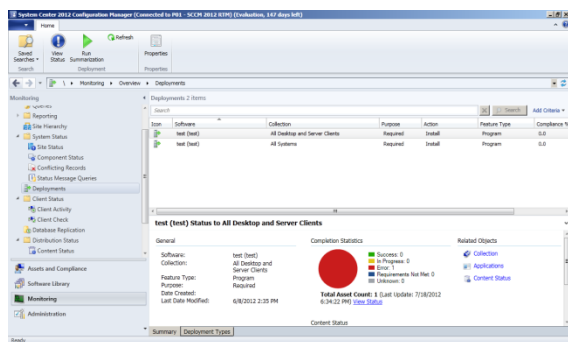 System Center 2012 Configuration Manager (Connected to P01 - SCCM 2012 RTM) (Evaluation, 147 days left)
Home
Saved Searches
View Status
Run Summarization
Refresh
Properties
Search
Deployment
Properties
\ Monitoring Overview Deployments
Monitoring
Queries
Reporting
Site Hierarchy
System Status
Site Status
Component Status
Conflicting Records
Status Message Queries
Deployments
Client Status
Client Activity
Client Check
Database Replication
Distribution Status
Content Status
Assets and Compliance
Software Library
Monitoring
Administration
Ready
Deployments 2 items
Search
Search
Add Criteria
Icon Software Collection Purpose Action Feature Type Compliance %
test (test) All Desktop and Server Clients Required Install Program 0.0
test (test) All Systems Required Install Program 0.0
test (test) Status to All Desktop and Server Clients
General
Software: test (test)
Collection: All Desktop and Server Clients
Feature Type: Program
Purpose: Required
Date Created:
Last Date Modified: 6/8/2012 2:35 PM
Completion Statistics
Success: 0
In Progress: 0
Error: 1
Requirements Not Met: 0
Unknown: 0
Total Asset Count: 1 (Last Update: 7/18/2012
6:34:22 PM) View Status
Content Status
Related Objects
Collection
Applications
Content Status
Summary Deployment Types